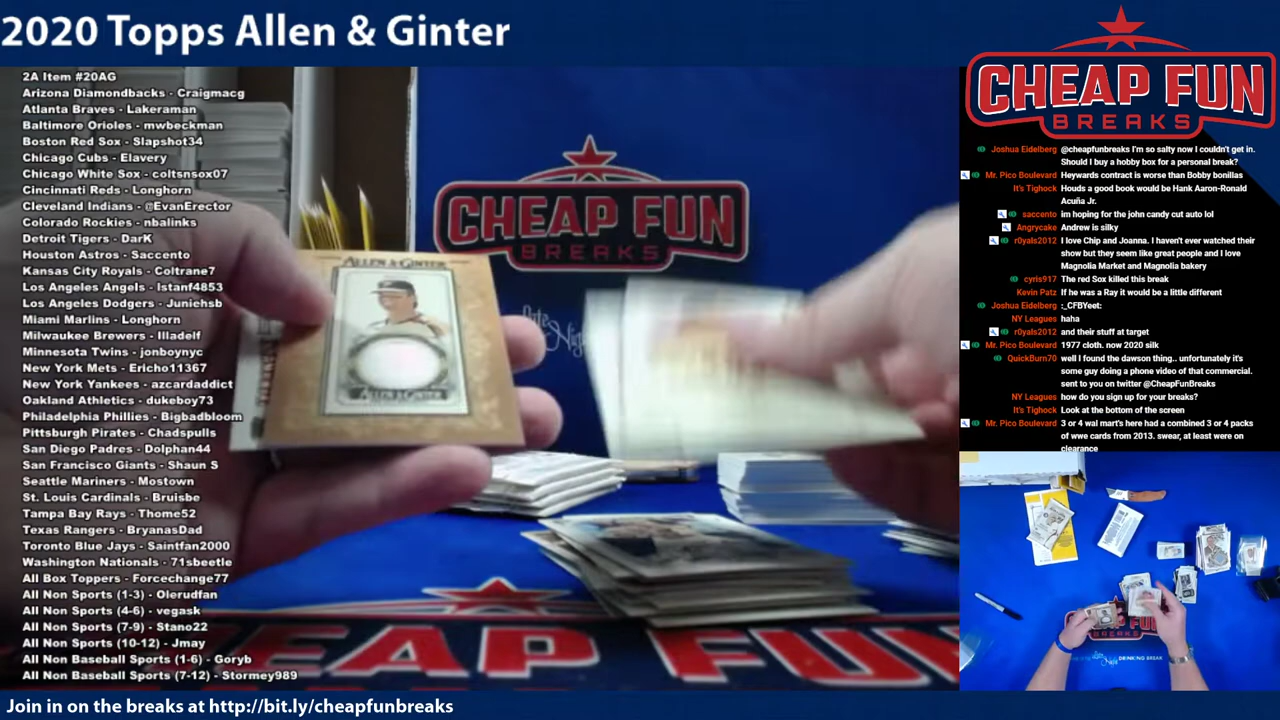 2020 Topps Allen & Ginter
2A Item #20AG
Arizona Diamondbacks - Craigmacg
Atlanta Braves - Lakeraman
Baltimore Orioles - mwbeckman
Boston Red Sox - Slapshot34
Chicago Cubs - Elavery
Chicago White Sox - coltsnsox07
Cincinnati Reds - Longhorn
Cleveland Indians - @EvanErector
Colorado Rockies - nbalinks
Detroit Tigers - DarK
Houston Astros - Saccento
Kansas City Royals - Coltrane7
Los Angeles Angels - lstanf4853
Los Angeles Dodgers - Juniehsb
Miami Marlins - Longhorn
Milwaukee Brewers - Illadelf
Minnesota Twins - jonboynyc
New York Mets - Ericho11367
New York Yankees - azcardaddict
Oakland Athletics - dukeboy73
Philadelphia Phillies - Bigbadbloom
Pittsburgh Pirates - Chadspulls
San Diego Padres - Dolphan44
San Francisco Giants - Shaun S
Seattle Mariners - Mostown
St. Louis Cardinals - Bruisbe
Tampa Bay Rays - Thome52
Texas Rangers - BryanasDad
Toronto Blue Jays - Saintfan2000
Washington Nationals - 71sbeetle
All Box Toppers - Forcechange77
All Non Sports (1-3) - Olerudfan
All Non Sports (4-6) - vegask
All Non Sports (7-9) - Stano22
All Non Sports (10-12) - Jmay
All Non Baseball Sports (1-6) - Goryb
All Non Baseball Sports (7-12) - Stormey989
ALLEN & GINTER
ALLEN & GINTER
CHEAP FUN
BREAKS
Late
Night
CHEAP FUN
CHEAP FUN
BREAKS
Joshua Eidelberg @cheapfunbreaks I'm so salty now I couldn't get in.
Should I buy a hobby box for a personal break?
Mr. Pico Boulevard Heywards contract is worse than Bobby bonillas
It's Tighock Houds a good book would be Hank Aaron-Ronald
Acuña Jr.
saccento im hoping for the john candy cut auto lol
Angrycake Andrew is silky
r0yals2012 I love Chip and Joanna. I haven't ever watched their
show but they seem like great people and I love
Magnolia Market and Magnolia bakery
cyris917 The red Sox killed this break
Kevin Patz If he was a Ray it would be a little different
Joshua Eidelberg :_CFBYeet:
NY Leagues haha
r0yals2012 and their stuff at target
Mr. Pico Boulevard 1977 cloth. now 2020 silk
QuickBurn70 well I found the dawson thing.. unfortunately it's
some guy doing a phone video of that commercial.
sent to you on twitter @CheapFunBreaks
NY Leagues how do you sign up for your breaks?
It's Tighock Look at the bottom of the screen
Mr. Pico Boulevard 3 or 4 wal mart's here had a combined 3 or 4 packs
of wwe cards from 2013. swear, at least were on
clearance
BREAKS
DRINKING BREAK
Join in on the breaks at http://bit.ly/cheapfunbreaks